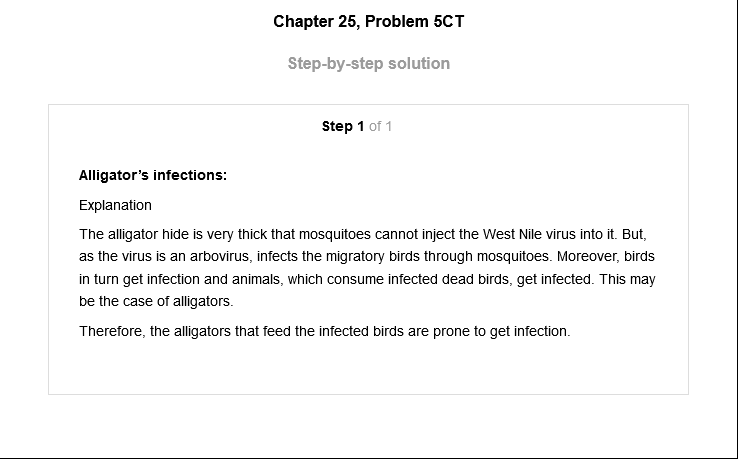 Chapter 25, Problem 5CT
Step-by-step solution
Step 1 of 1
Alligator's infections:
Explanation
The alligator hide is very thick that mosquitoes cannot inject the West Nile virus into it. But,
as the virus is an arbovirus, infects the migratory birds through mosquitoes. Moreover, birds
in turn get infection and animals, which consume infected dead birds, get infected. This may
be the case of alligators.
Therefore, the alligators that feed the infected birds are prone to get infection.